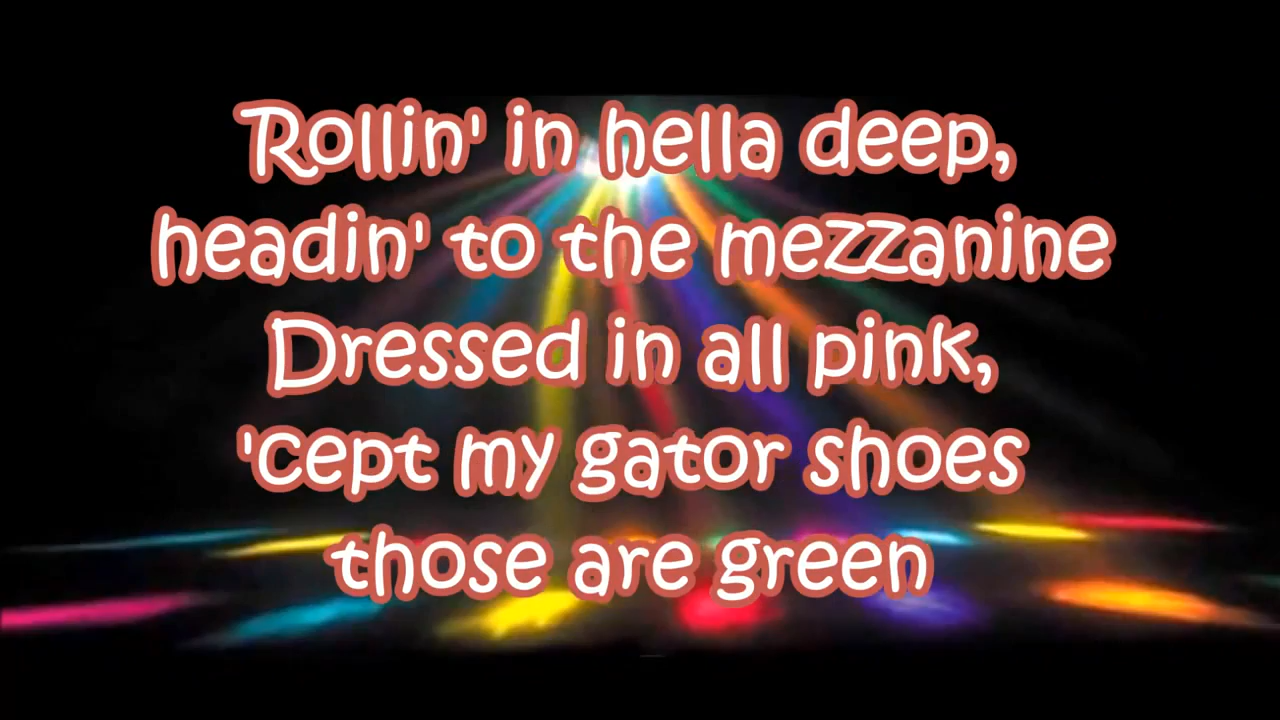 Rollin' in hella deep,
headin' to the mezzanine
Dressed in all pink,
'cept my gator shoes
those are green